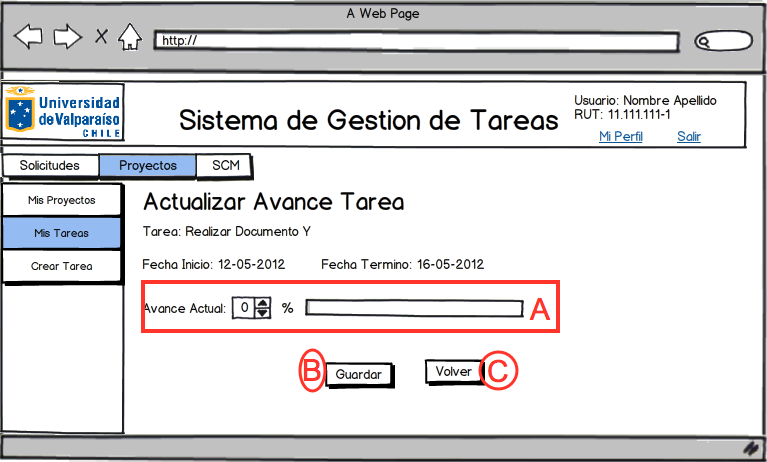 A Web Page
http://
Universidad
de Valparaíso
CHILE
Sistema de Gestion de Tareas
Usuario: Nombre Apellido
RUT: 11.111.111-1
Mi Perfil Salir
Solicitudes Proyectos SCM
Mis Proyectos
Mis Tareas
Crear Tarea
Actualizar Avance Tarea
Tarea: Realizar Documento Y
Fecha Inicio: 12-05-2012 Fecha Termino: 16-05-2012
Avance Actual: 0 % A
B Guardar Volver C